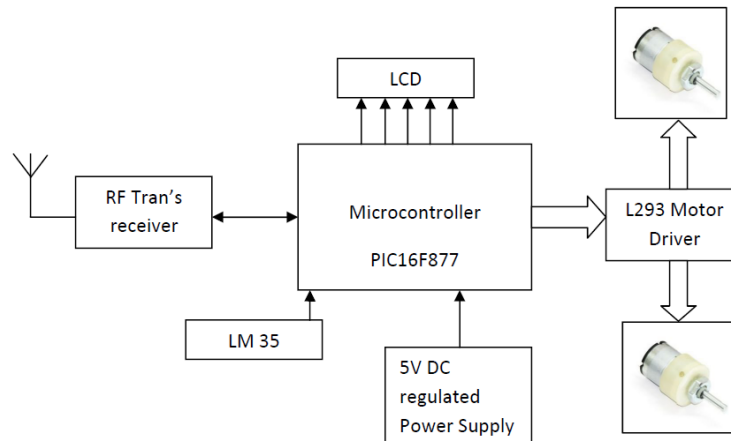 LCD
RF Tran's
receiver
Microcontroller
PIC16F877
L293 Motor
Driver
LM 35
5V DC
regulated
Power Supply